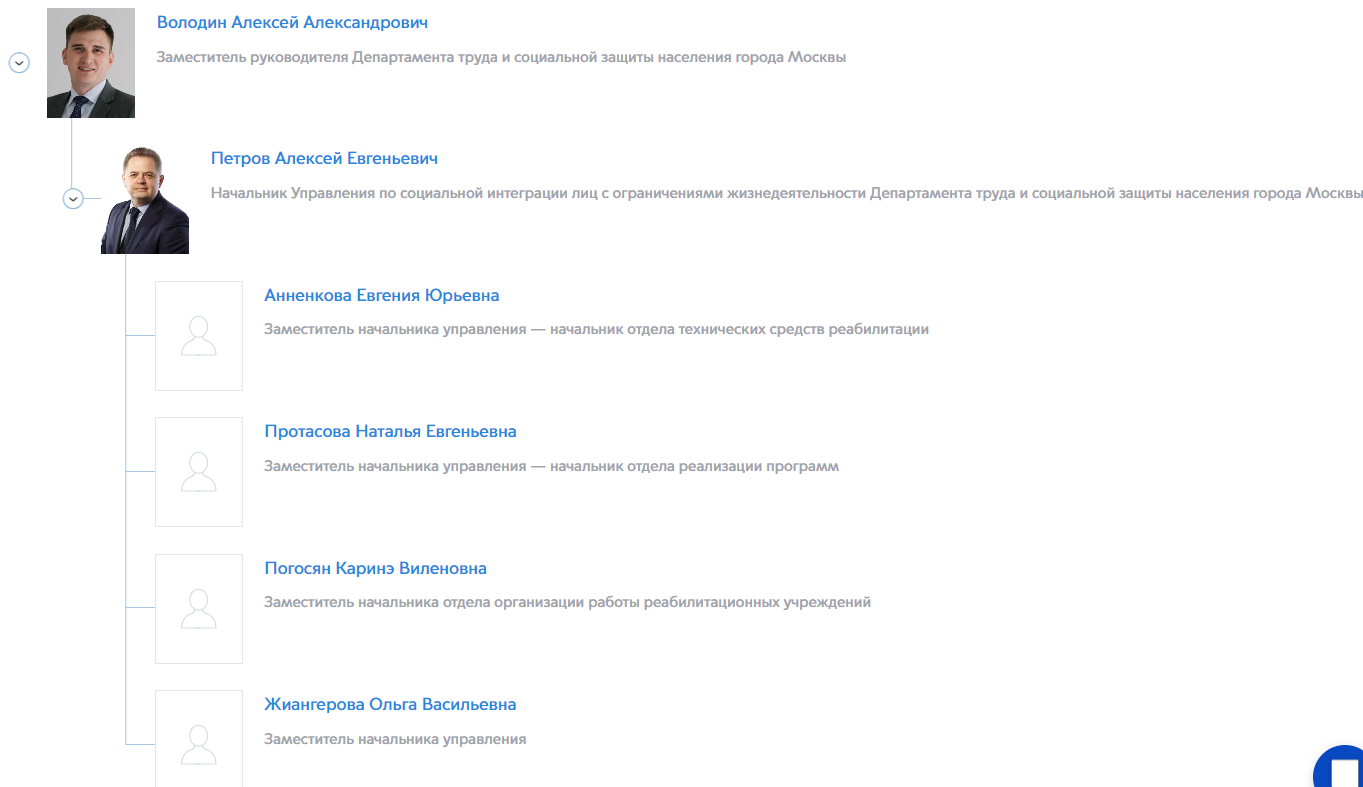 Володин Алексей Александрович
Заместитель руководителя Департамента труда и социальной защиты населения города Москвы
Петров Алексей Евгеньевич
Начальник Управления по социальной интеграции лиц с ограничениями жизнедеятельности Департамента труда и социальной защиты населения города Москвы
Анненкова Евгения Юрьевна
Заместитель начальника управления — начальник отдела технических средств реабилитации
Протасова Наталья Евгеньевна
Заместитель начальника управления — начальник отдела реализации программ
Погосян Каринэ Виленовна
Заместитель начальника отдела организации работы реабилитационных учреждений
Жиангерова Ольга Васильевна
Заместитель начальника управления